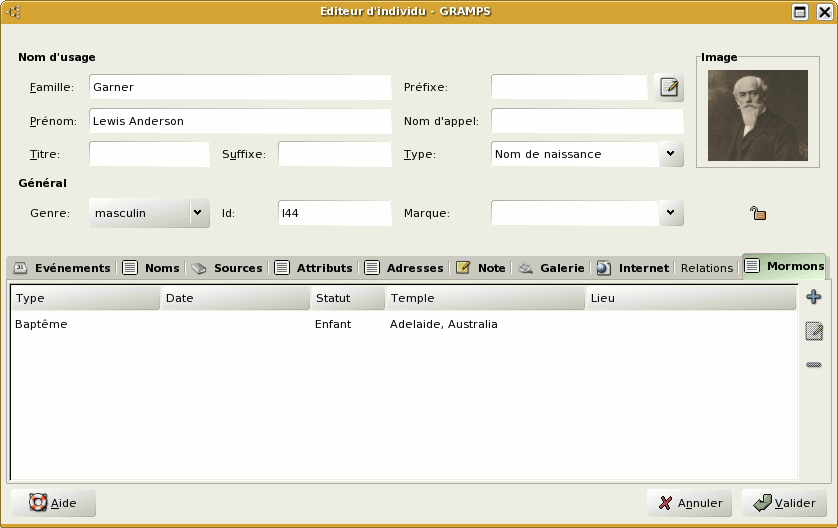 Editeur d'individu - GRAMPS
Nom d'usage
Image
Famille: Garner Préfixe:
Prénom: Lewis Anderson Nom d'appel:
Titre: Suffixe: Type: Nom de naissance
Général
Genre: masculin Id: I44 Marque:
Evénements Noms Sources Attributs Adresses Note Galerie Internet Relations Mormons
Type Date Statut Temple Lieu
Baptême Enfant Adelaide, Australia
Aide Annuler Valider